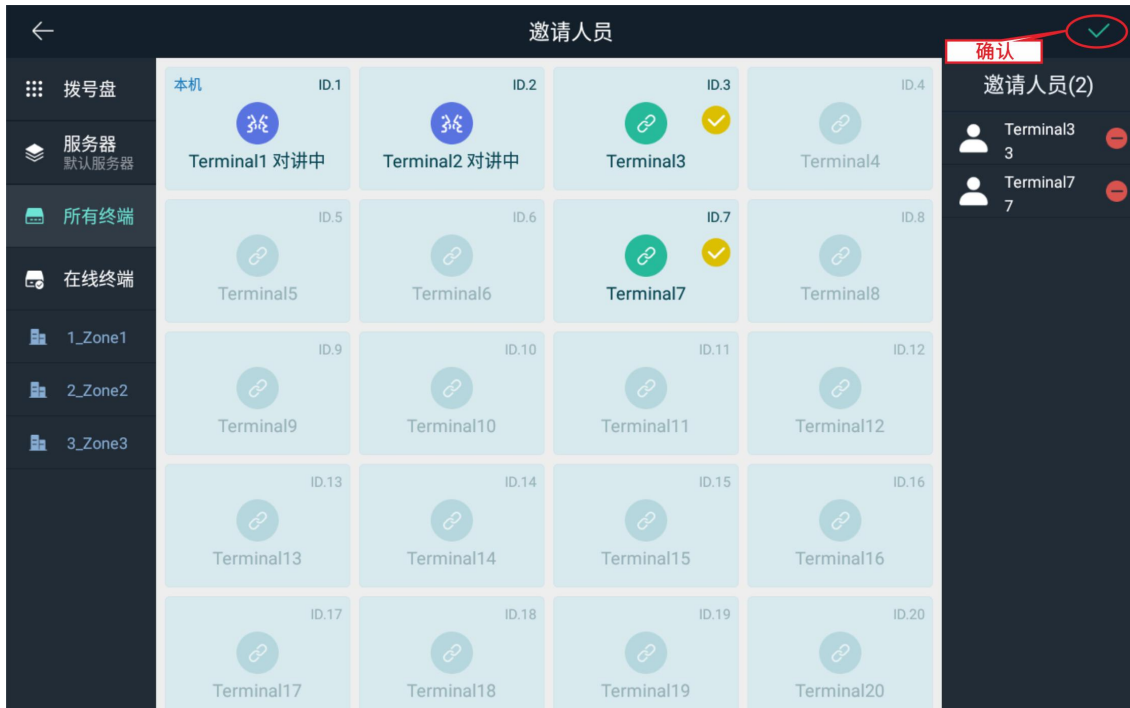 邀请人员
确认
拨号盘
服务器
默认服务器
所有终端
在线终端
1_Zone1
2_Zone2
3_Zone3
本机 ID.1
Terminal1 对讲中
ID.2
Terminal2 对讲中
ID.3
Terminal3
ID.4
Terminal4
ID.5
Terminal5
ID.6
Terminal6
ID.7
Terminal7
ID.8
Terminal8
ID.9
Terminal9
ID.10
Terminal10
ID.11
Terminal11
ID.12
Terminal12
ID.13
Terminal13
ID.14
Terminal14
ID.15
Terminal15
ID.16
Terminal16
ID.17
Terminal17
ID.18
Terminal18
ID.19
Terminal19
ID.20
Terminal20
邀请人员(2)
Terminal3
3
Terminal7
7